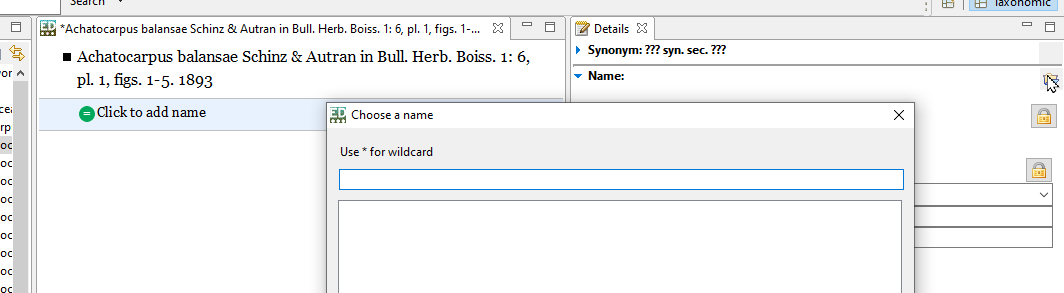 Search
Taxonomic
*Achatocarpus balansae Schinz & Autran in Bull. Herb. Boiss. 1: 6, pl. 1, figs. 1-...
Details
Achatocarpus balansae Schinz & Autran in Bull. Herb. Boiss. 1: 6,
pl. 1, figs. 1-5. 1893
= Click to add name
Synonym: ??? syn. sec. ???
Name:
Choose a name
Use * for wildcard